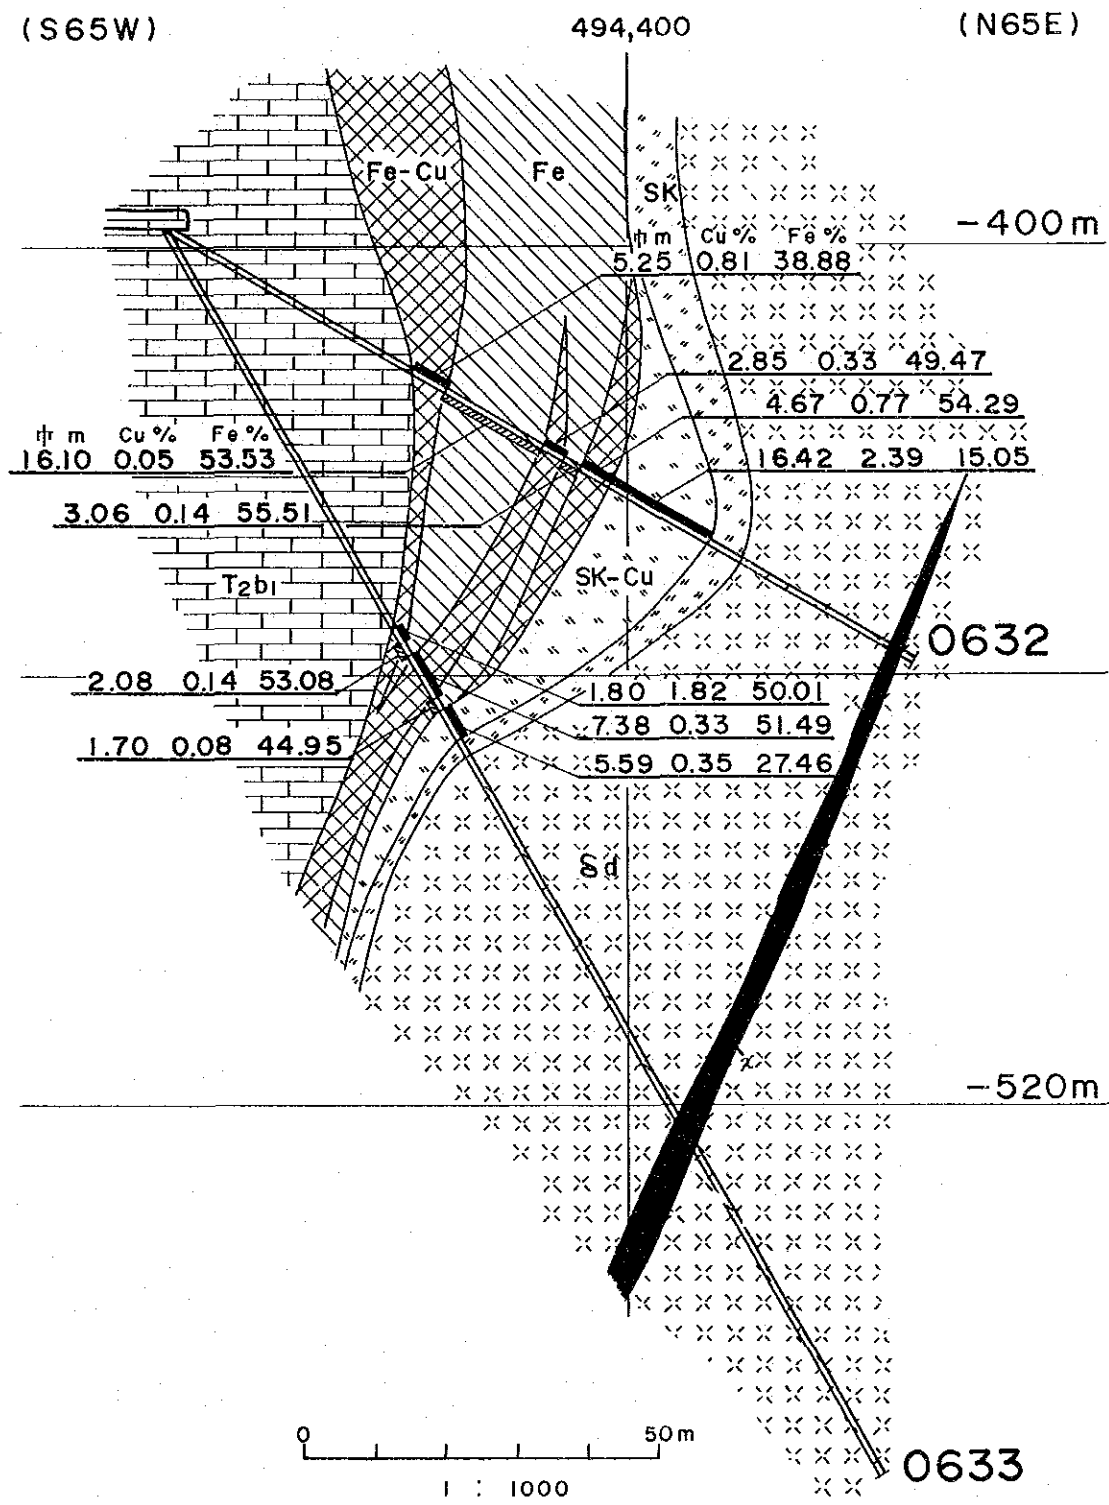 (S65W) 494,400 (N65E)
Fe-Cu Fe SK
-400m
巾 m Cu % Fe %
5.25 0.81 38.88
2.85 0.33 49.47
4.67 0.77 54.29
16.42 2.39 15.05
巾 m Cu % Fe %
16.10 0.05 53.53
3.06 0.14 55.51
T2b1
SK-Cu
0632
2.08 0.14 53.08
1.70 0.08 44.95
1.80 1.82 50.01
7.38 0.33 51.49
5.59 0.35 27.46
δd
χ
-520m
0 50m
1 : 1000
0633